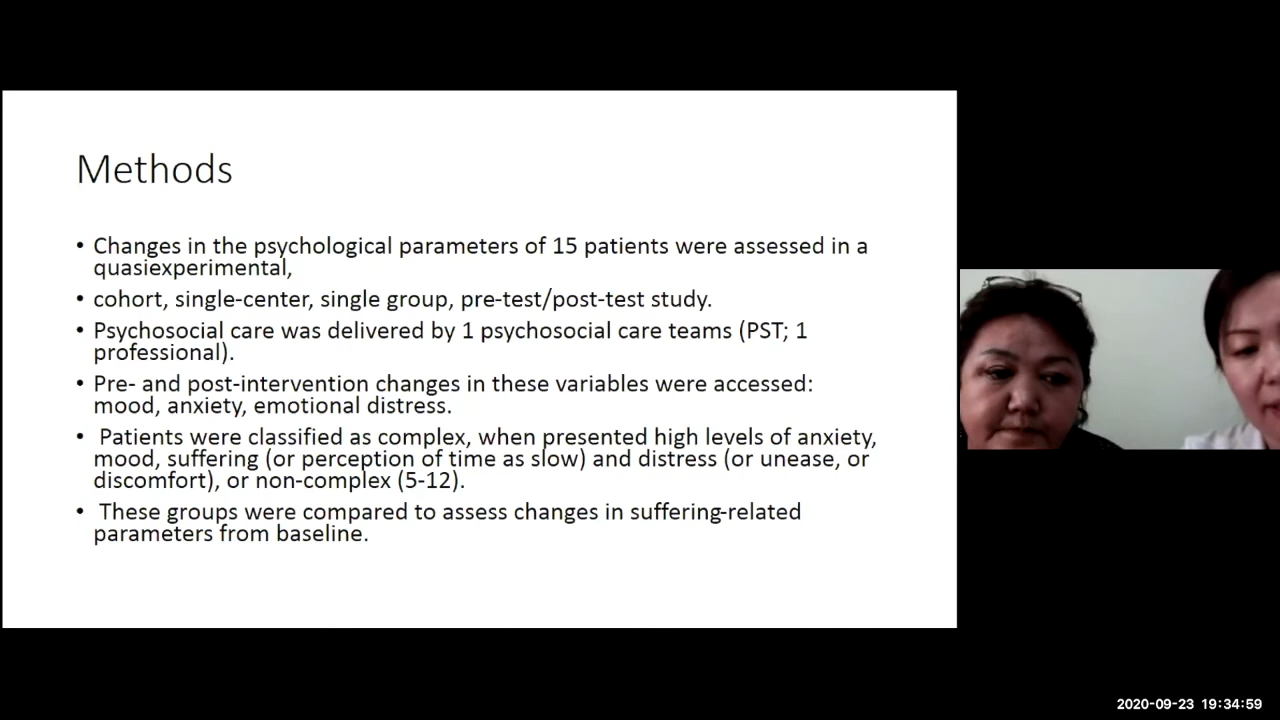 Methods
• Changes in the psychological parameters of 15 patients were assessed in a
quasiexperimental,
• cohort, single-center, single group, pre-test/post-test study.
• Psychosocial care was delivered by 1 psychosocial care teams (PST; 1
professional).
• Pre- and post-intervention changes in these variables were accessed:
mood, anxiety, emotional distress.
• Patients were classified as complex, when presented high levels of anxiety,
mood, suffering (or perception of time as slow) and distress (or unease, or
discomfort), or non-complex (5-12).
• These groups were compared to assess changes in suffering-related
parameters from baseline.
2020-09-23 19:34:59